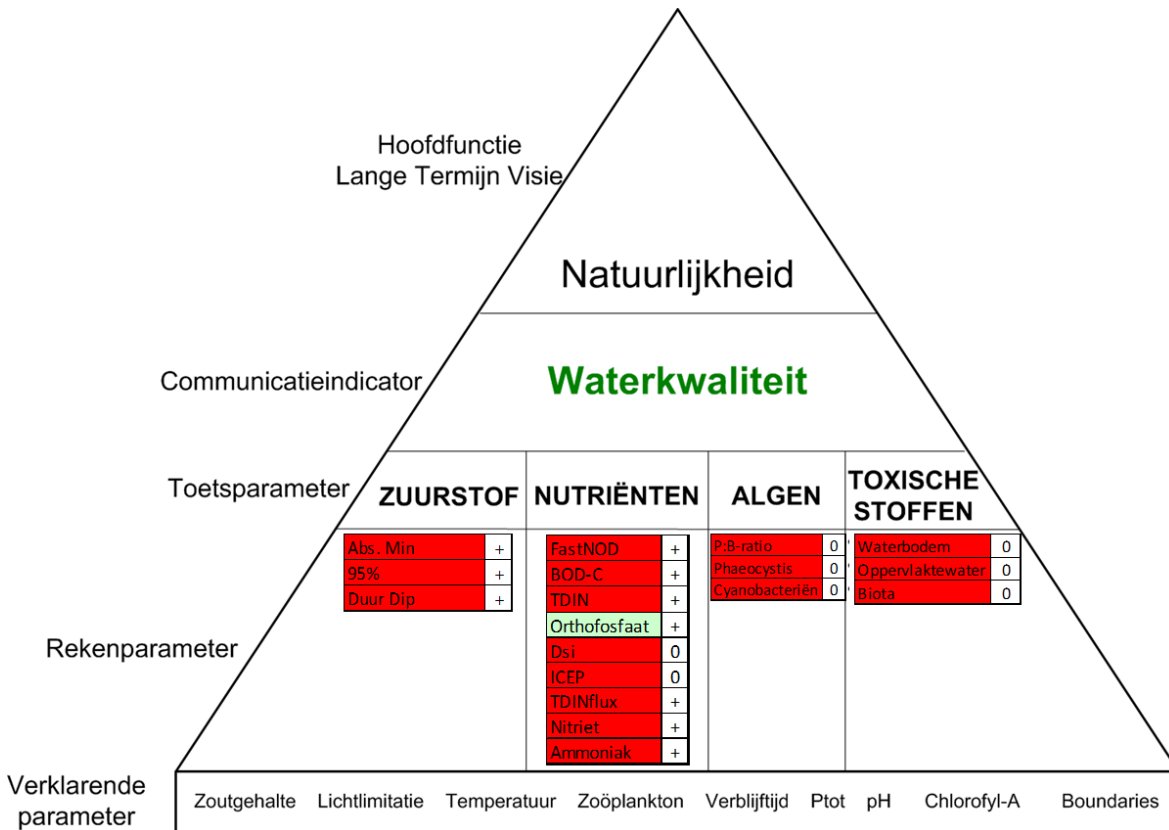 Hoofdfunctie
Lange Termijn Visie
Natuurlijkheid
Communicatieindicator
Waterkwaliteit
Toetsparameter
ZUURSTOF
NUTRIËNTEN
ALGEN
TOXISCHE
STOFFEN
Rekenparameter
Abs. Min +
95% +
Duur Dip +
FastNOD +
BOD-C +
TDIN +
Orthofosfaat +
Dsi 0
ICEP 0
TDINflux +
Nitriet +
Ammoniak +
P:B-ratio 0
Phaeocystis 0
Cyanobacteriën 0
Waterbodem 0
Oppervlaktewater 0
Biota 0
Verklarende
parameter
Zoutgehalte Lichtlimitatie Temperatuur Zoöplankton Verblijftijd Ptot pH Chlorofyl-A Boundaries